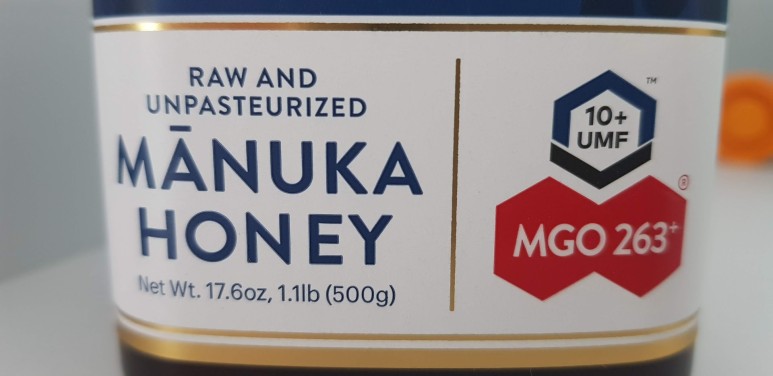 RAW AND
UNPASTEURIZED
MĀNUKA
HONEY
Net Wt. 17.6oz, 1.1lb (500g)
10+
UMF
™
MGO 263+
®